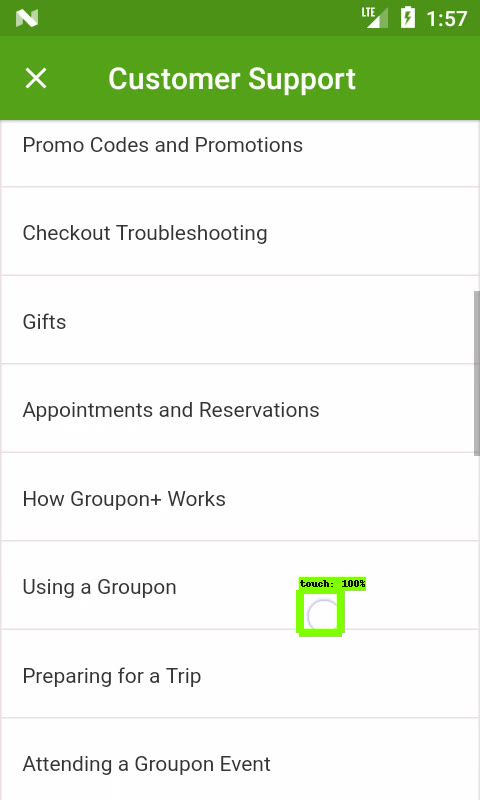 LTE 1:57
Customer Support
Promo Codes and Promotions
Checkout Troubleshooting
Gifts
Appointments and Reservations
How Groupon+ Works
Using a Groupon
touch: 100%
Preparing for a Trip
Attending a Groupon Event